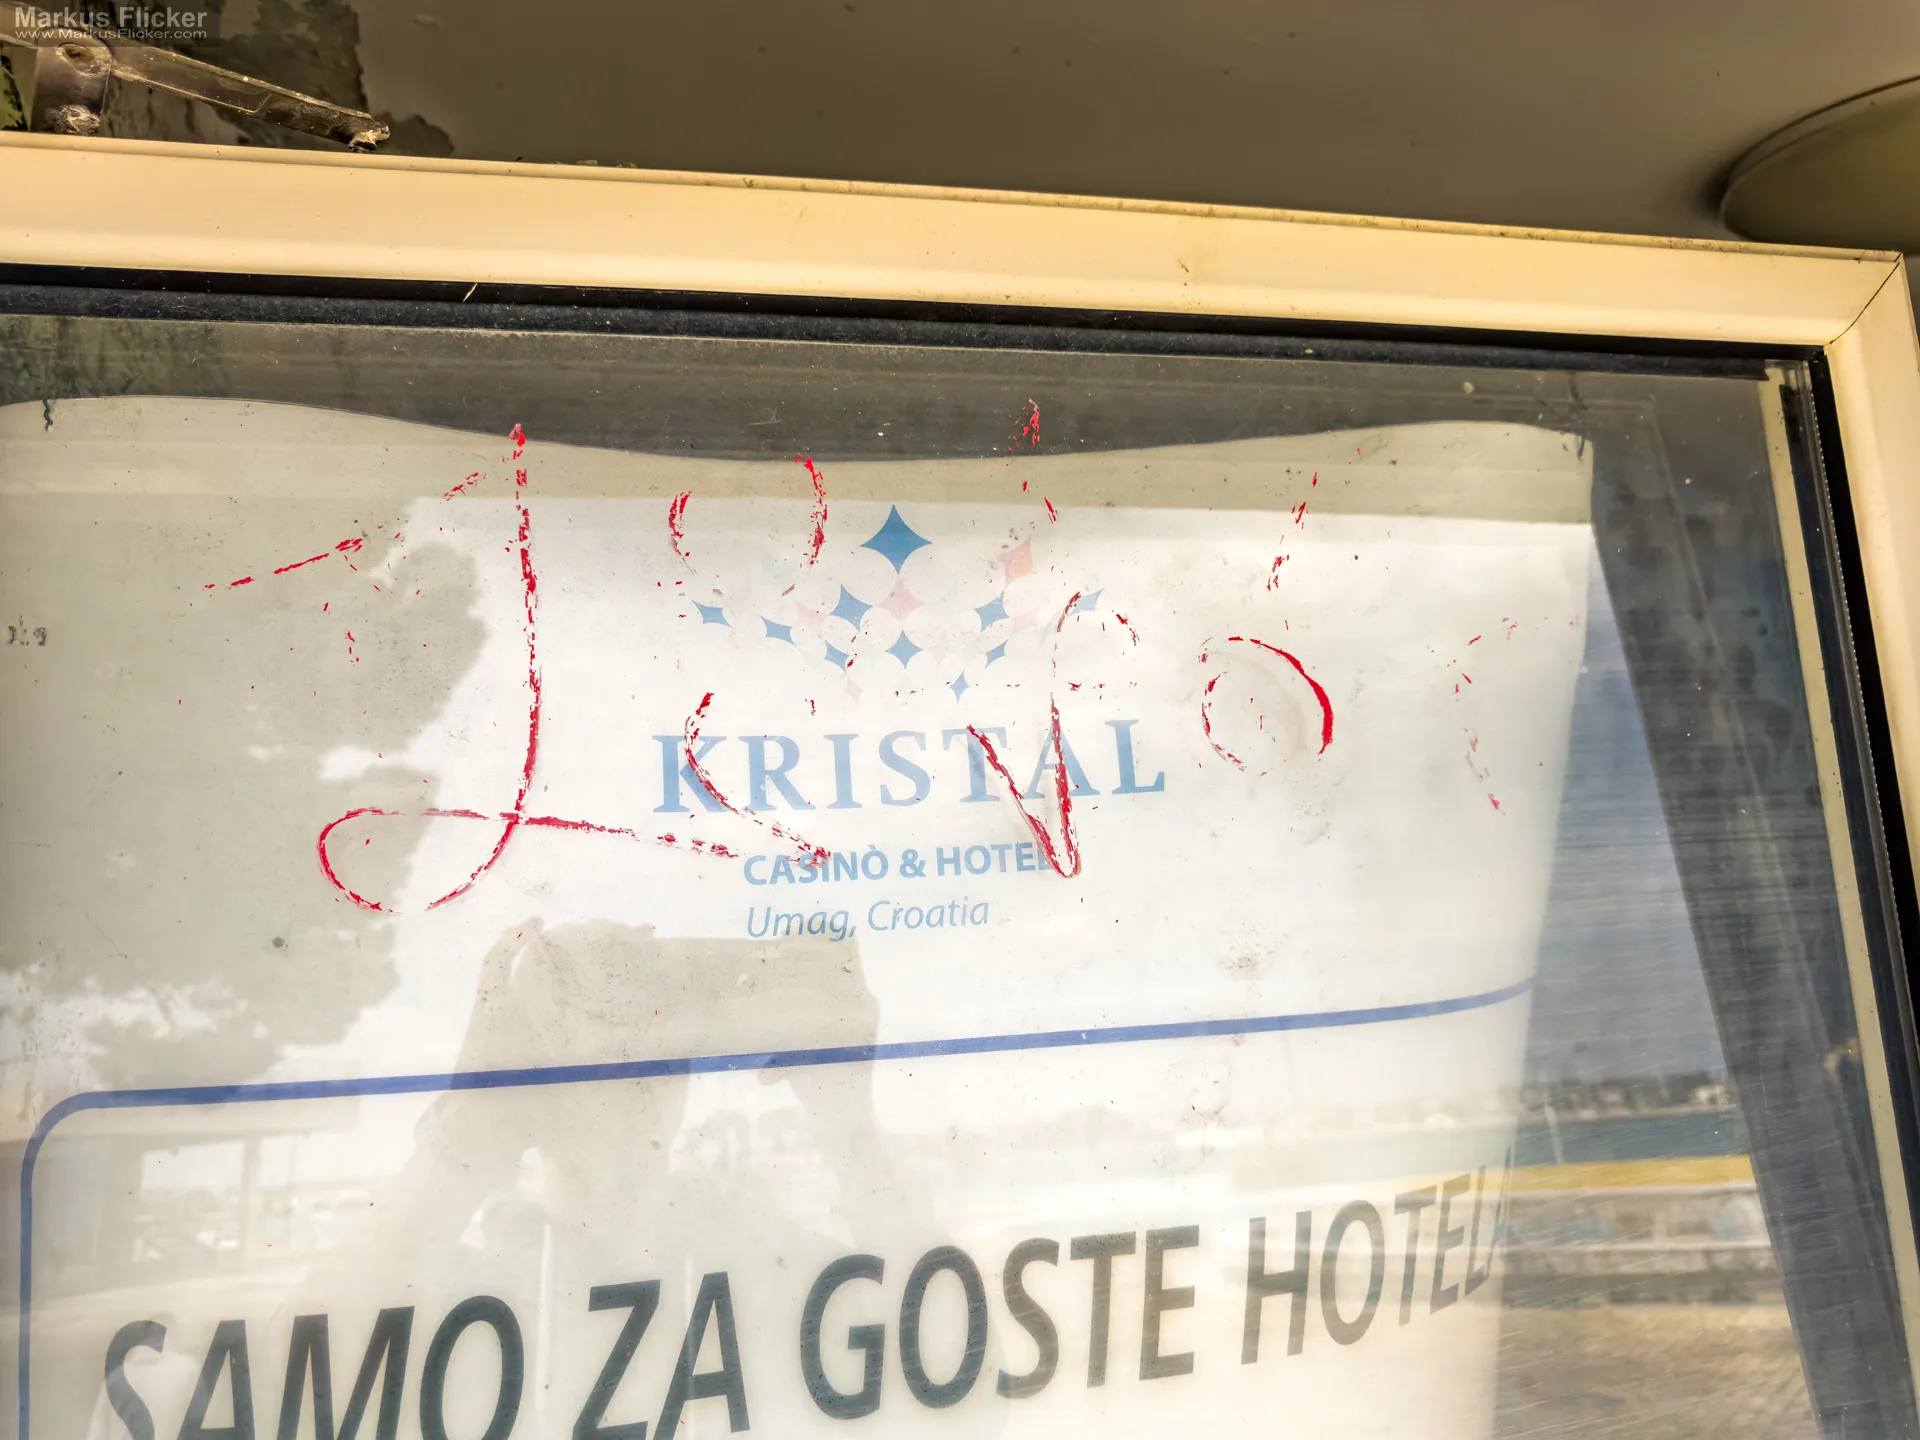 Markus Flicker
www.MarkusFlicker.com
KRISTAL
CASINÒ & HOTEL
Umag, Croatia
SAMO ZA GOSTE HOTELA